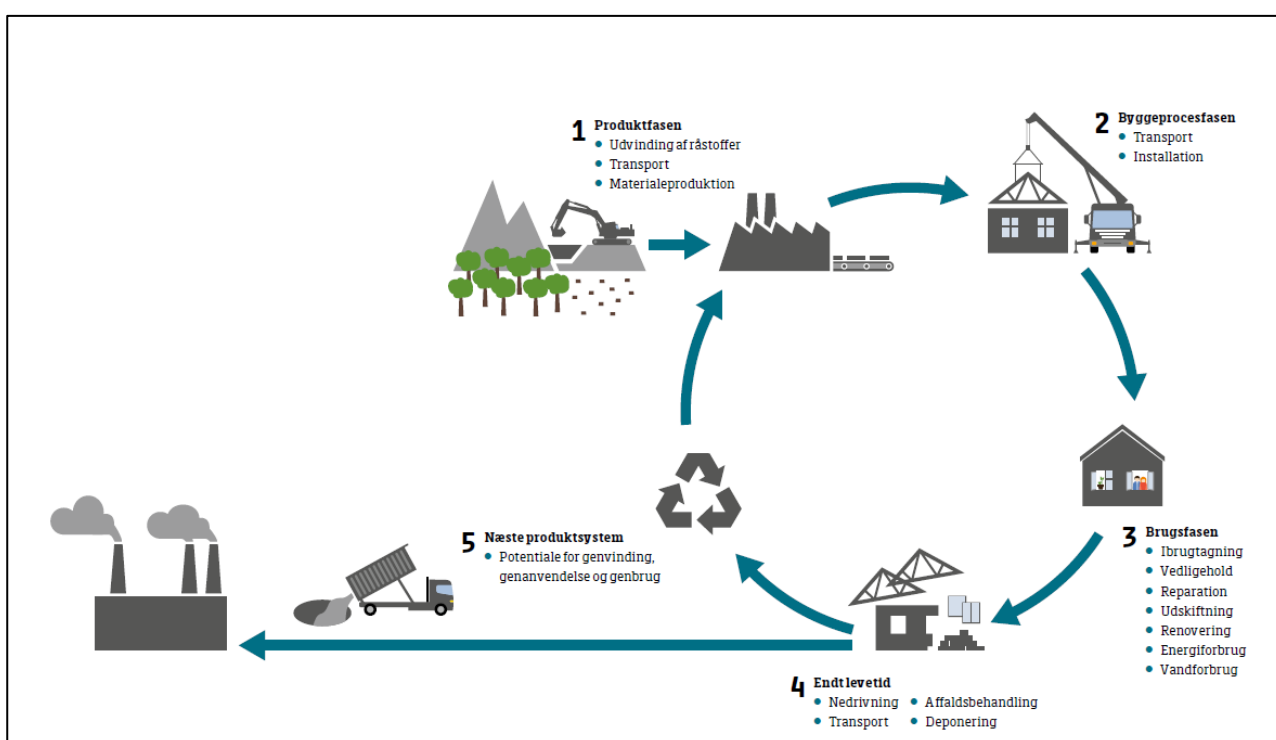 1 Produktfasen
• Udvinding af råstoffer
• Transport
• Materialeproduktion
2 Byggeprocesfasen
• Transport
• Installation
3 Brugsfasen
• Ibrugtagning
• Vedligehold
• Reparation
• Udskiftning
• Renovering
• Energiforbrug
• Vandforbrug
4 Endt levetid
• Nedrivning • Affaldsbehandling
• Transport • Deponering
5 Næste produktsystem
• Potentiale for genvinding,
genanvendelse og genbrug